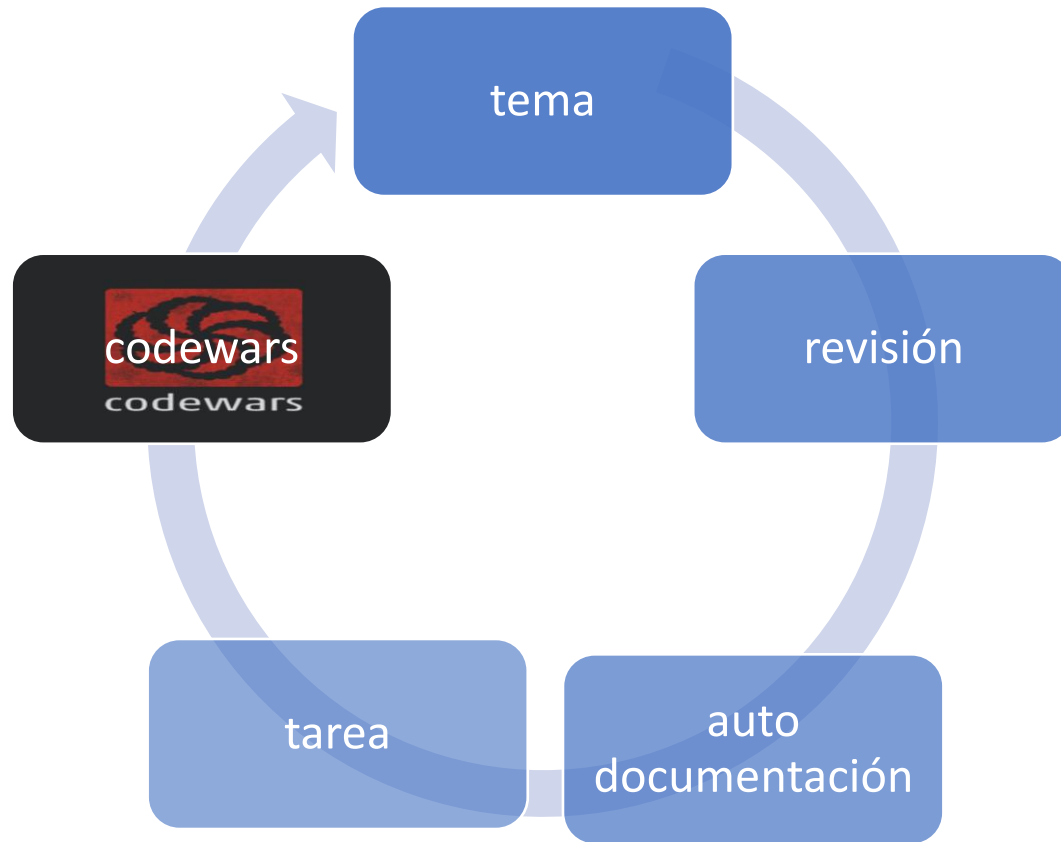 tema
revisión
auto
documentación
tarea
codewars
codewars